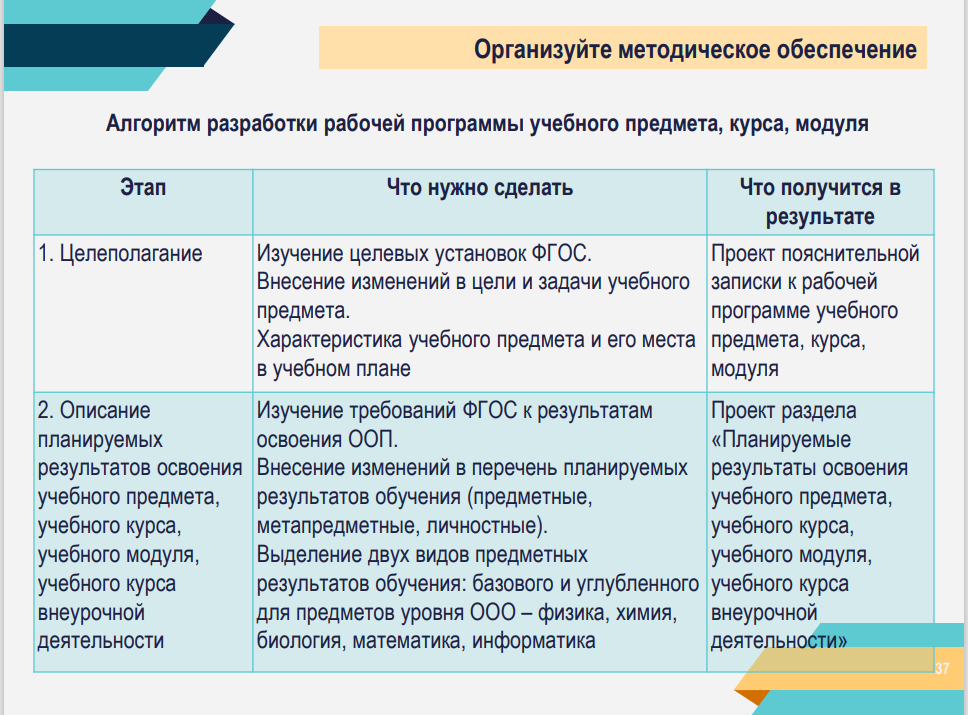 Организуйте методическое обеспечение
Алгоритм разработки рабочей программы учебного предмета, курса, модуля
Этап
Что нужно сделать
Что получится в
результате
1. Целеполагание
Изучение целевых установок ФГОС.
Внесение изменений в цели и задачи учебного
предмета.
Характеристика учебного предмета и его места
в учебном плане
Проект пояснительной
записки к рабочей
программе учебного
предмета, курса,
модуля
2. Описание
планируемых
результатов освоения
учебного предмета,
учебного курса,
учебного модуля,
учебного курса
внеурочной
деятельности
Изучение требований ФГОС к результатам
освоения ООП.
Внесение изменений в перечень планируемых
результатов обучения (предметные,
метапредметные, личностные).
Выделение двух видов предметных
результатов обучения: базового и углубленного
для предметов уровня ООО – физика, химия,
биология, математика, информатика
Проект раздела
«Планируемые
результаты освоения
учебного предмета,
учебного курса,
учебного модуля,
учебного курса
внеурочной
деятельности»
37